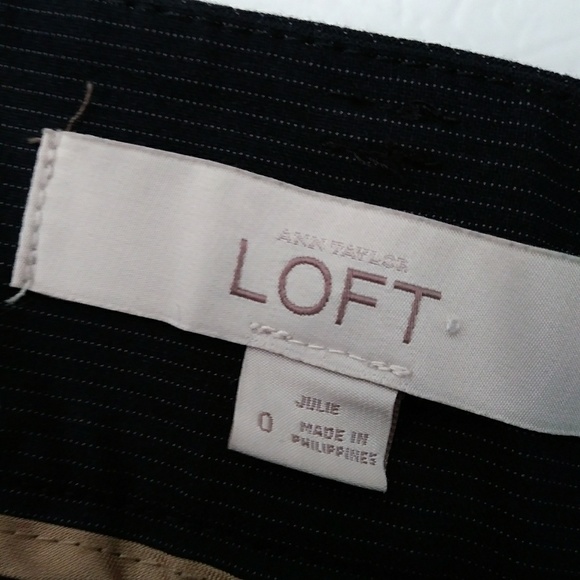 ANN TAYLOR
LOFT
JULIE
0 MADE IN
PHILIPPINES